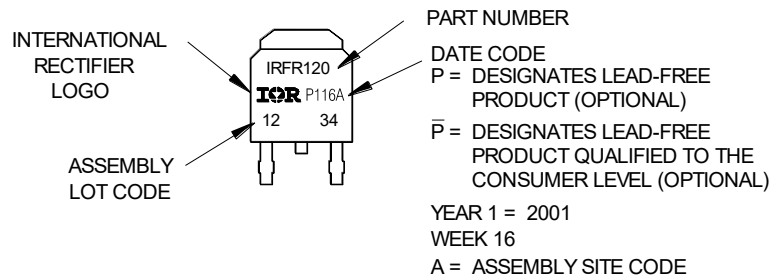 INTERNATIONAL
RECTIFIER
LOGO
ASSEMBLY
LOT CODE
IRFR120
IOR P116A
12 34
PART NUMBER
DATE CODE
P = DESIGNATES LEAD-FREE
PRODUCT (OPTIONAL)
P̅ = DESIGNATES LEAD-FREE
PRODUCT QUALIFIED TO THE
CONSUMER LEVEL (OPTIONAL)
YEAR 1 = 2001
WEEK 16
A = ASSEMBLY SITE CODE